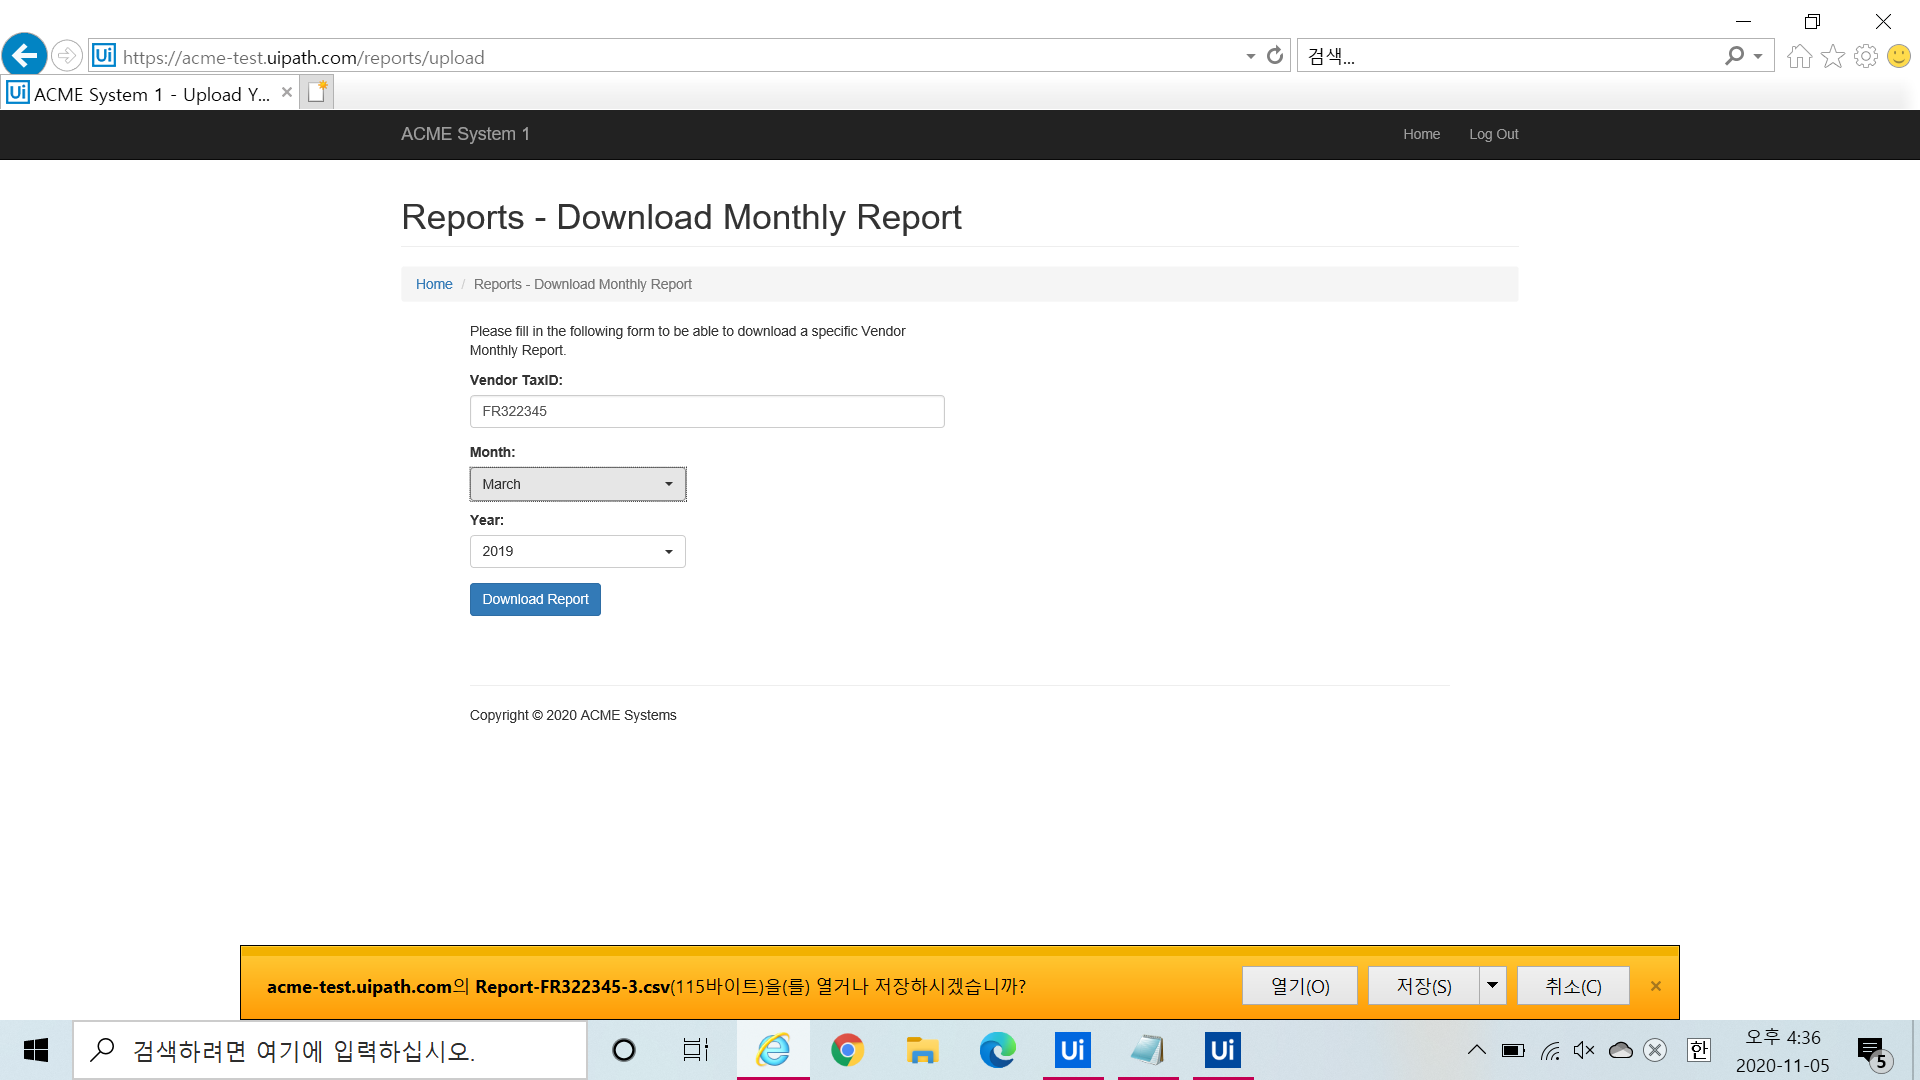 https://acme-test.uipath.com/reports/upload
검색...
ACME System 1 - Upload Y...
ACME System 1
Home
Log Out
Reports - Download Monthly Report
Home / Reports - Download Monthly Report
Please fill in the following form to be able to download a specific Vendor
Monthly Report.
Vendor TaxID:
FR322345
Month:
March
Year:
2019
Download Report
Copyright © 2020 ACME Systems
acme-test.uipath.com의 Report-FR322345-3.csv(115바이트)을(를) 열거나 저장하시겠습니까?
열기(O)
저장(S)
취소(C)
검색하려면 여기에 입력하십시오.
Ui
Ui
한
오후 4:36
2020-11-05
5